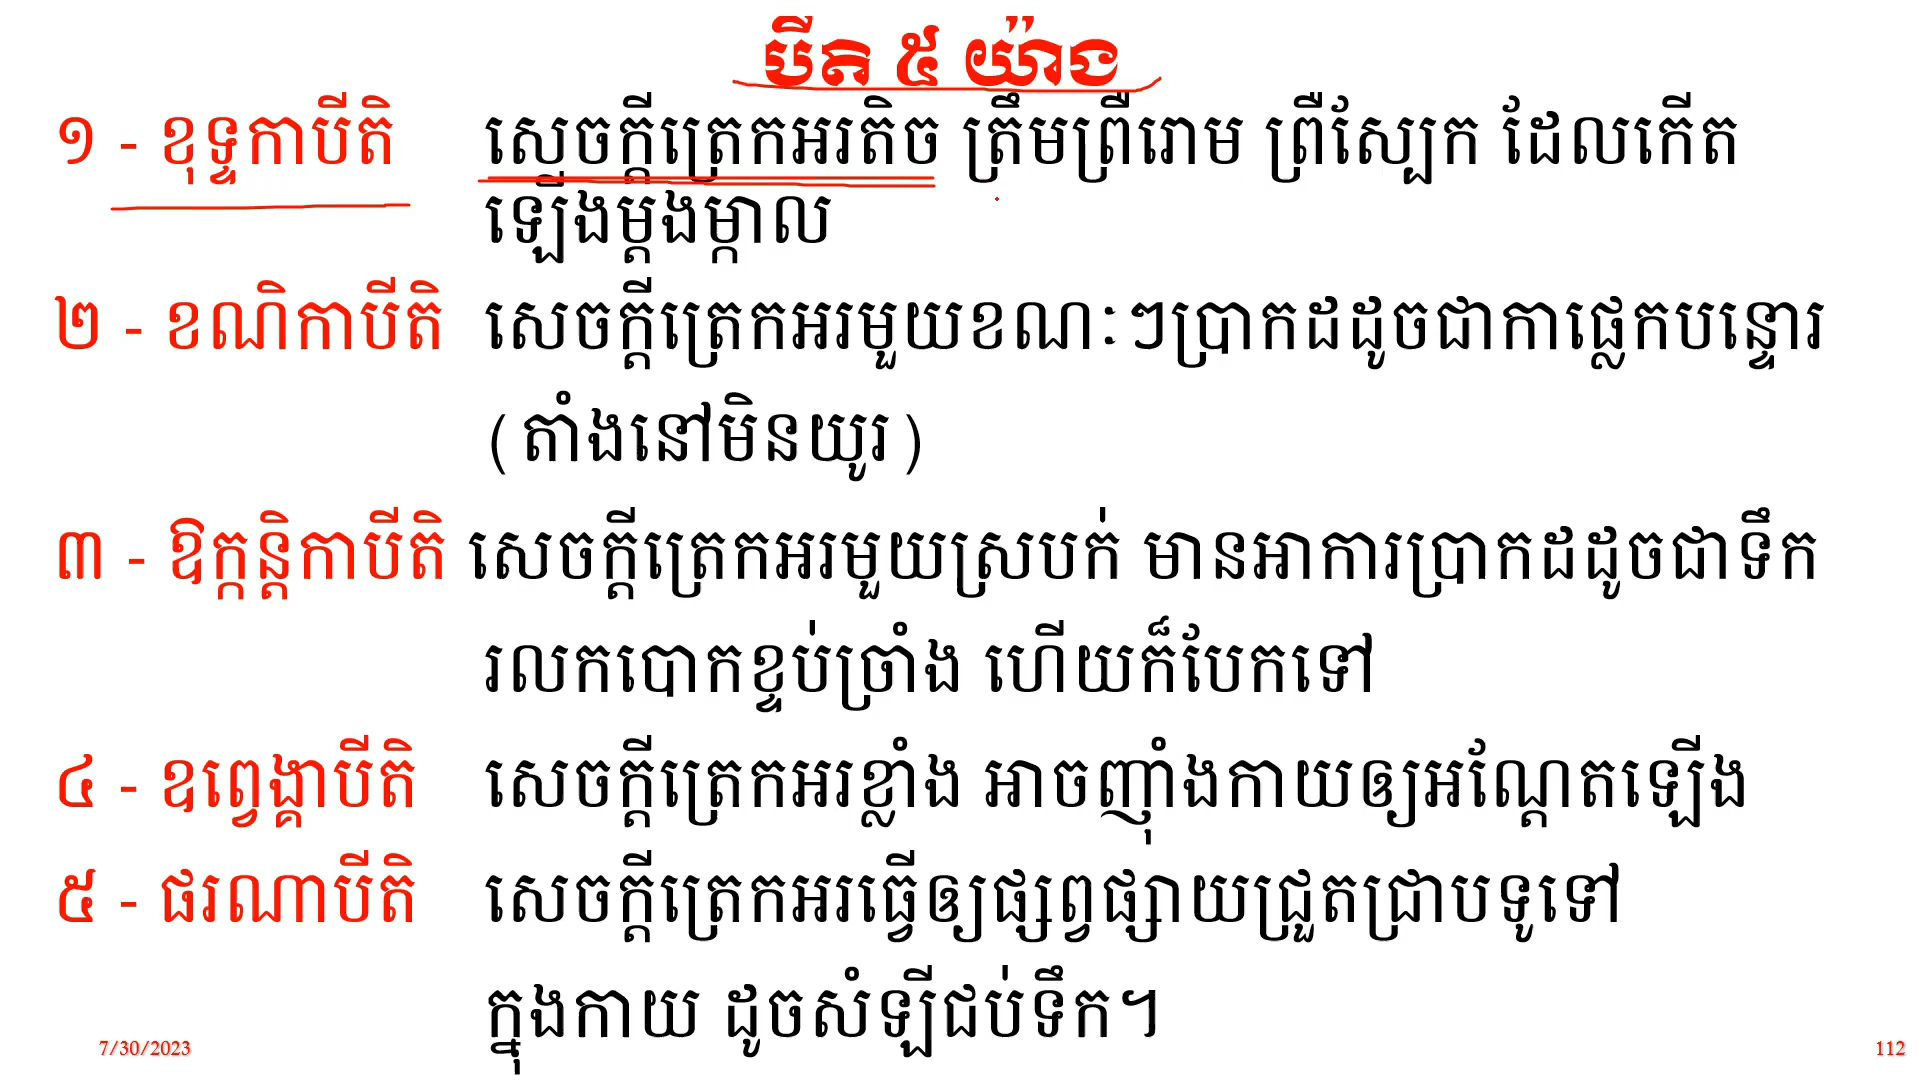 បីតិ ៥ យ៉ាង
១ - ខុទ្ទកាបីតិ សេចក្តីត្រេកអរតិច ត្រឹមព្រឺរោម ព្រឺស្បែក ដែលកើត
ឡើងម្តងម្កាល
២ - ខណិកាបីតិ សេចក្តីត្រេកអរមួយខណៈៗប្រាកដដូចជាកាផ្លេកបន្ទោរ
(តាំងនៅមិនយូរ)
៣ - ឱក្កន្តិកាបីតិ សេចក្តីត្រេកអរមួយស្របក់ មានអាការប្រាកដដូចជាទឹក
រលកបោកខ្ទប់ច្រាំង ហើយក៏បែកទៅ
៤ - ឧព្វេង្គាបីតិ សេចក្តីត្រេកអរខ្លាំង អាចញ៉ាំងកាយឲ្យអណ្តែតឡើង
៥ - ផរណាបីតិ សេចក្តីត្រេកអរធ្វើឲ្យផ្សព្វផ្សាយជ្រួតជ្រាបទូទៅ
ក្នុងកាយ ដូចសំឡីជប់ទឹក។
7/30/2023
112